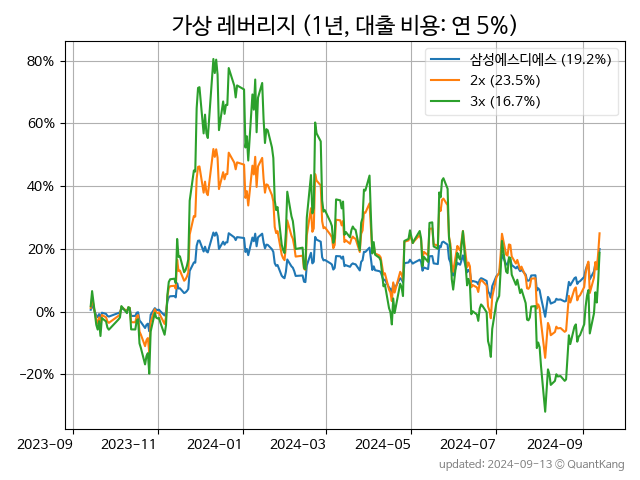 가상 레버리지 (1년, 대출 비용: 연 5%)
삼성에스디에스 (19.2%)
2x (23.5%)
3x (16.7%)
80%
60%
40%
20%
0%
−20%
2023-09 2023-11 2024-01 2024-03 2024-05 2024-07 2024-09
updated: 2024-09-13 © QuantKang